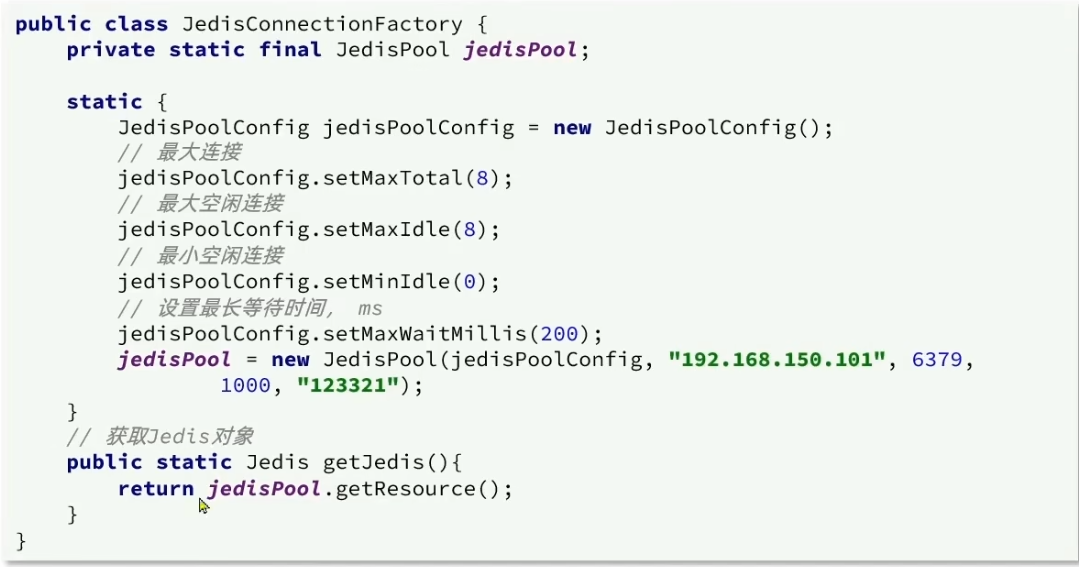 public class JedisConnectionFactory {
    private static final JedisPool jedisPool;
    static {
        JedisPoolConfig jedisPoolConfig = new JedisPoolConfig();
        // 最大连接
        jedisPoolConfig.setMaxTotal(8);
        // 最大空闲连接
        jedisPoolConfig.setMaxIdle(8);
        // 最小空闲连接
        jedisPoolConfig.setMinIdle(0);
        // 设置最长等待时间， ms
        jedisPoolConfig.setMaxWaitMillis(200);
        jedisPool = new JedisPool(jedisPoolConfig, "192.168.150.101", 6379,
                1000, "123321");
    }
    // 获取Jedis对象
    public static Jedis getJedis(){
        return jedisPool.getResource();
    }
}